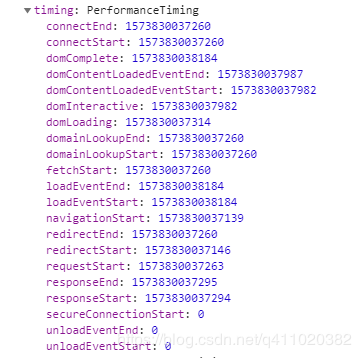 timing: PerformanceTiming
connectEnd: 1573830037260
connectStart: 1573830037260
domComplete: 1573830038184
domContentLoadedEventEnd: 1573830037987
domContentLoadedEventStart: 1573830037982
domInteractive: 1573830037982
domLoading: 1573830037314
domainLookupEnd: 1573830037260
domainLookupStart: 1573830037260
fetchStart: 1573830037260
loadEventEnd: 1573830038184
loadEventStart: 1573830038184
navigationStart: 1573830037139
redirectEnd: 1573830037260
redirectStart: 1573830037146
requestStart: 1573830037263
responseEnd: 1573830037295
responseStart: 1573830037294
secureConnectionStart: 0
unloadEventEnd: 0
https://blog.csdn.net/q411020382
unloadEventStart: 0